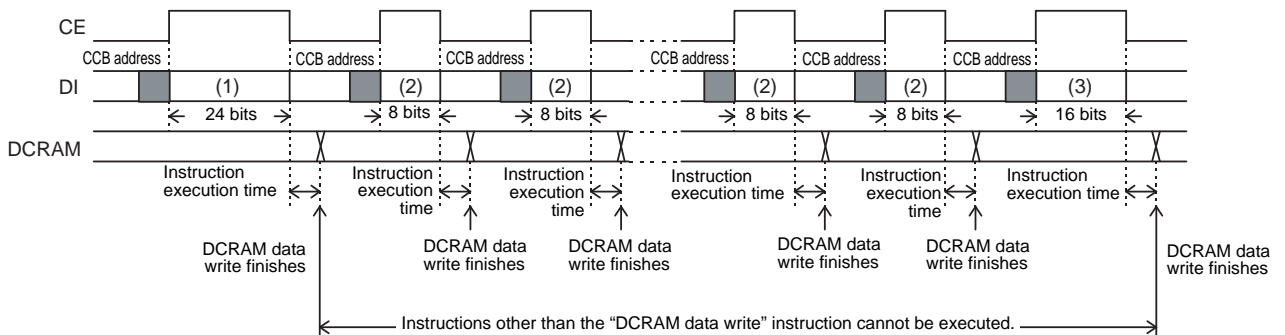 CE
CCB address CCB address CCB address CCB address CCB address CCB address
DI (1) (2) (2) (2) (2) (3)
24 bits 8 bits 8 bits 8 bits 8 bits 16 bits
DCRAM
Instruction execution time
Instruction execution time
Instruction execution time
Instruction execution time
Instruction execution time
Instruction execution time
DCRAM data write finishes
DCRAM data write finishes
DCRAM data write finishes
DCRAM data write finishes
DCRAM data write finishes
DCRAM data write finishes
Instructions other than the “DCRAM data write” instruction cannot be executed.